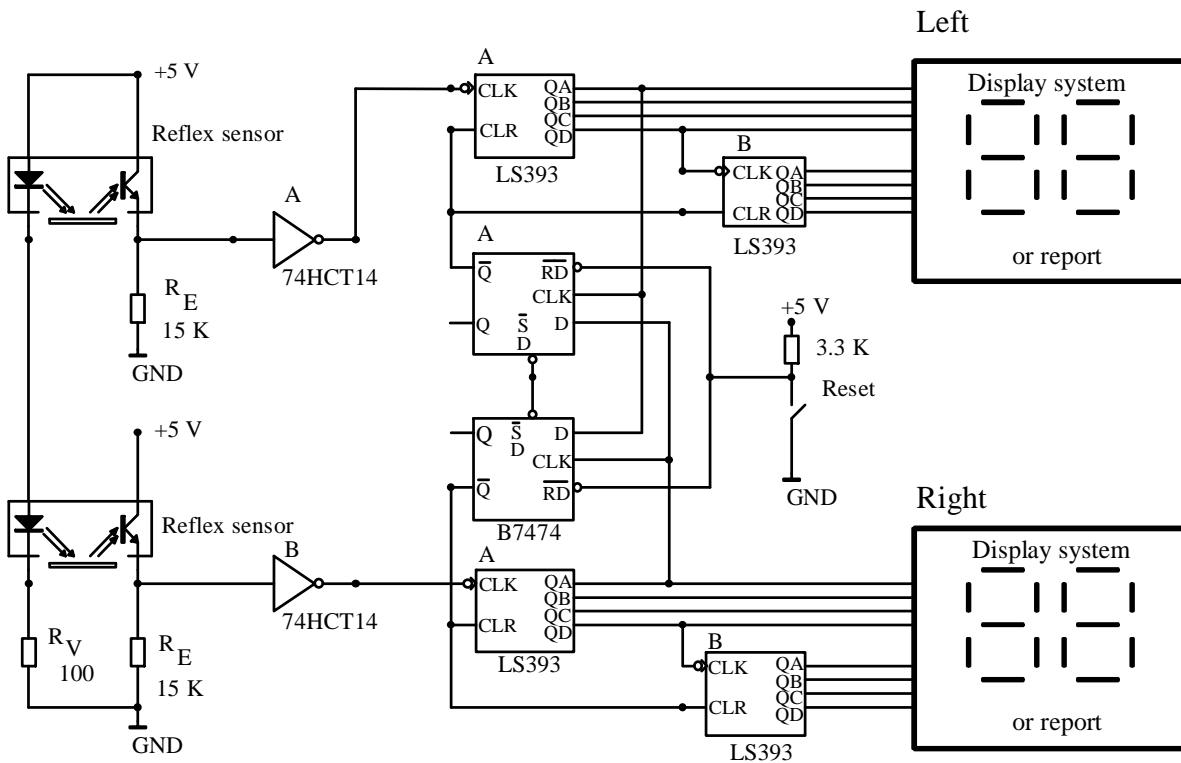 Left
+5 V
Reflex sensor
A
74HCT14
R
E
15 K
GND
A
CLK
CLR
QA
QB
QC
QD
LS393
B
CLK
CLR
QA
QB
QC
QD
LS393
Display system
or report
A
Q
RD
CLK
Q
S
D
D
+5 V
3.3 K
Reset
GND
Q
S
D
D
CLK
Q
RD
B7474
+5 V
Reflex sensor
B
74HCT14
R
V
100
R
E
15 K
GND
A
CLK
CLR
QA
QB
QC
QD
LS393
B
CLK
CLR
QA
QB
QC
QD
LS393
Right
Display system
or report